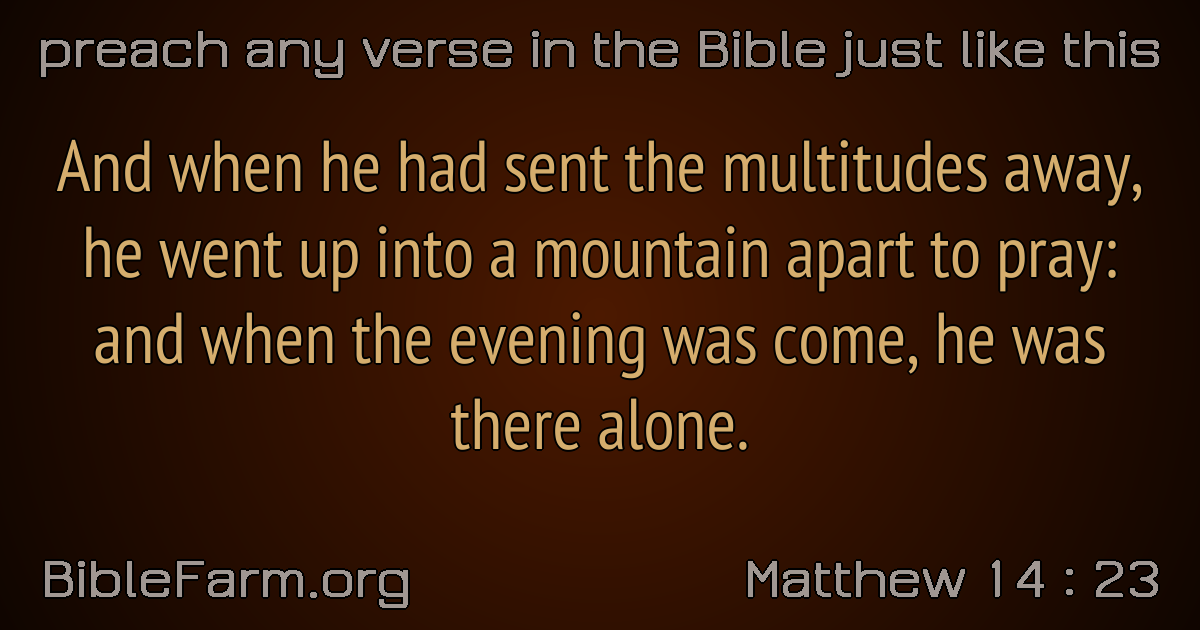 preach any verse in the Bible just like this
And when he had sent the multitudes away,
he went up into a mountain apart to pray:
and when the evening was come, he was
there alone.
BibleFarm.org
Matthew 14 : 23